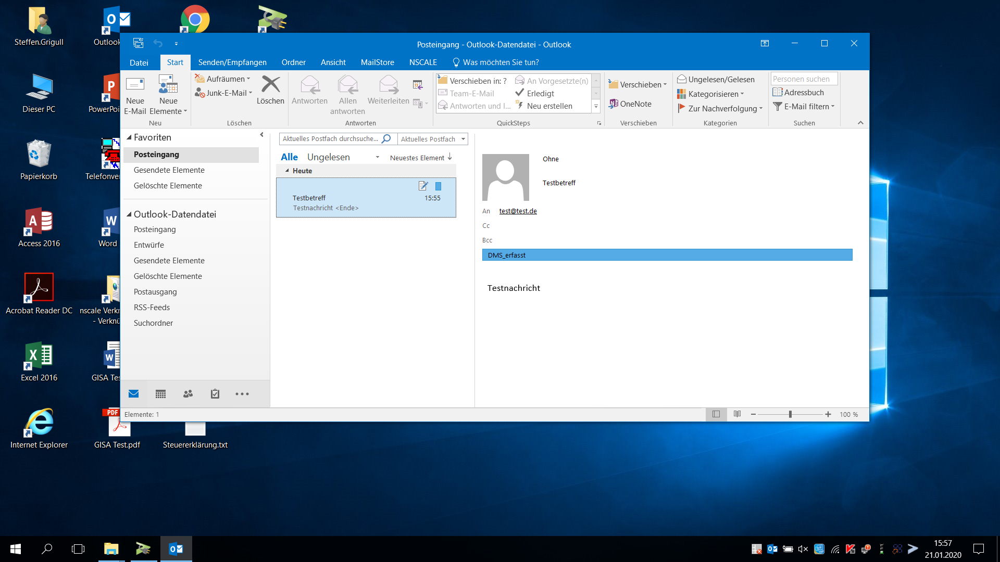 Steffen.Grigull
Outlook
Dieser PC
PowerPoi
Papierkorb
Telefonver
Access 2016
Word
Acrobat Reader DC
nscale Verkn
- Verknü
Excel 2016
GISA Tes
Internet Explorer
GISA Test.pdf
Steuererklärung.txt
Posteingang - Outlook-Datendatei - Outlook
Datei Start Senden/Empfangen Ordner Ansicht MailStore NSCALE Was möchten Sie tun?
Neue E-Mail
Neue Elemente
Neu
Aufräumen
Junk-E-Mail
Löschen
Löschen
Antworten
Allen antworten
Weiterleiten
Antworten
Verschieben in: ?
Team-E-Mail
Antworten und l...
An Vorgesetzte(n)
Erledigt
Neu erstellen
QuickSteps
Verschieben
OneNote
Verschieben
Ungelesen/Gelesen
Kategorisieren
Zur Nachverfolgung
Kategorien
Personen suchen
Adressbuch
E-Mail filtern
Suchen
Favoriten
Posteingang
Gesendete Elemente
Gelöschte Elemente
Outlook-Datendatei
Posteingang
Entwürfe
Gesendete Elemente
Gelöschte Elemente
Postausgang
RSS-Feeds
Suchordner
Aktuelles Postfach durchsuche... Aktuelles Postfach
Alle Ungelesen Neuestes Element
Heute
Testbetreff 15:55
Testnachricht <Ende>
Ohne
Testbetreff
An test@test.de
Cc
Bcc
DMS_erfasst
Testnachricht
Elemente: 1
100 %
15:57
21.01.2020